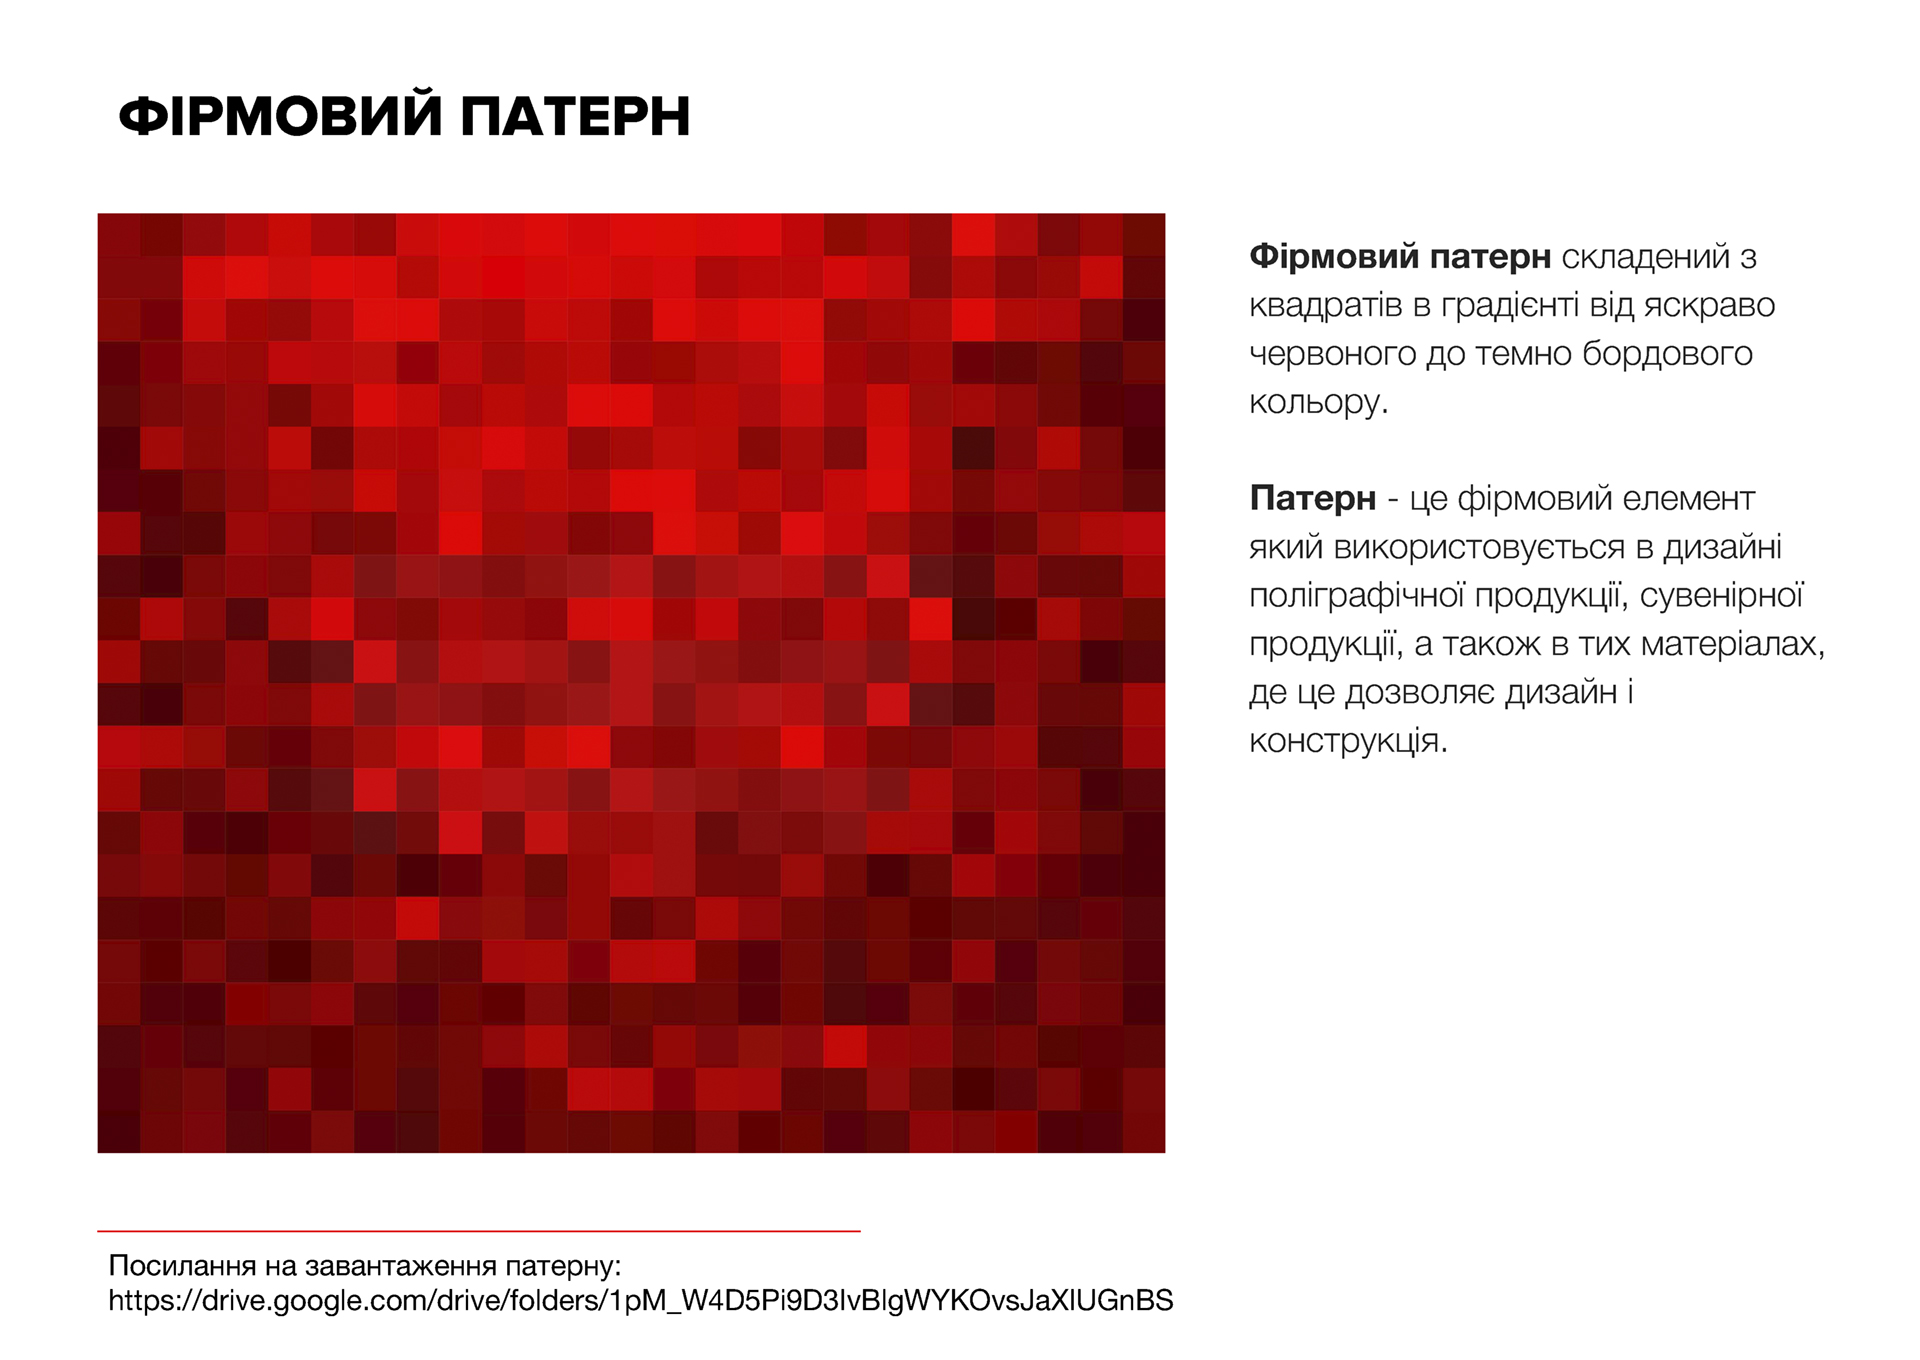 ФІРМОВИЙ ПАТЕРН
Фірмовий патерн складений з
квадратів в градієнті від яскраво
червоного до темно бордового
кольору.
Патерн - це фірмовий елемент
який використовується в дизайні
поліграфічної продукції, сувенірної
продукції, а також в тих матеріалах,
де це дозволяє дизайн і
конструкція.
Посилання на завантаження патерну:
https://drive.google.com/drive/folders/1pM_W4D5Pi9D3IvBlgWYKOvsJaXlUGnBS